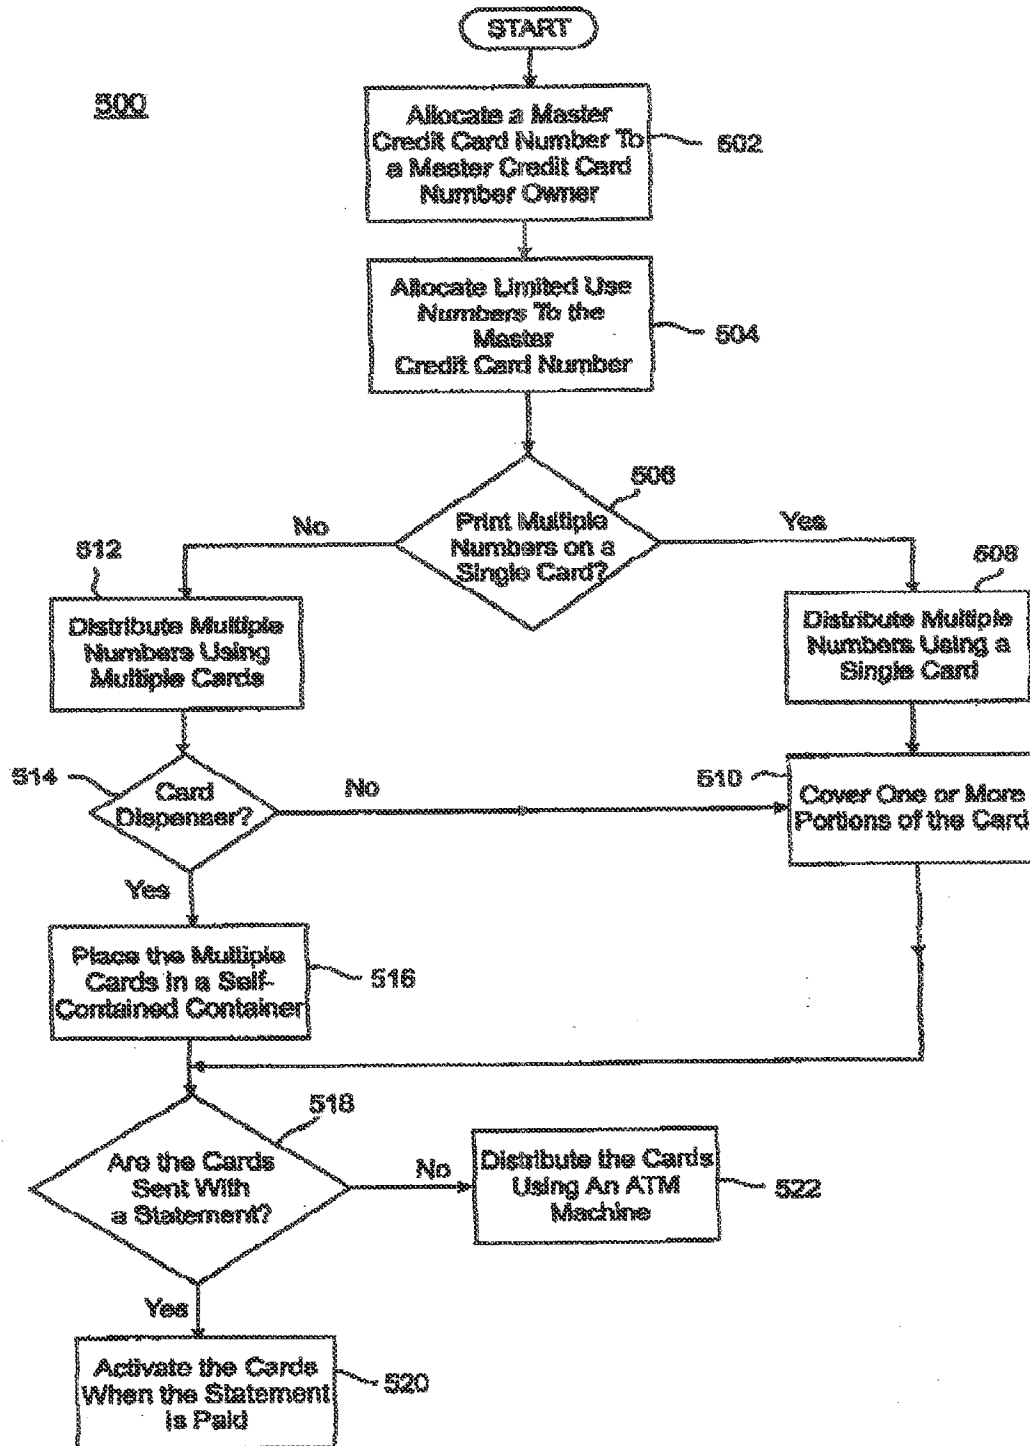 START
500
Allocate a Master
Credit Card Number To
a Master Credit Card
Number Owner
502
Allocate Limited Use
Numbers To the
Master
Credit Card Number
504
506
Print Multiple
Numbers on a
Single Card?
No
Yes
512
Distribute Multiple
Numbers Using
Multiple Cards
508
Distribute Multiple
Numbers Using a
Single Card
514
Card
Dispenser?
No
510
Cover One or More
Portions of the Card
Yes
Place the Multiple
Cards in a Self-
Contained Container
516
518
Are the Cards
Sent With
a Statement?
No
Distribute the Cards
Using An ATM
Machine
522
Yes
Activate the Cards
When the Statement
is Paid
520